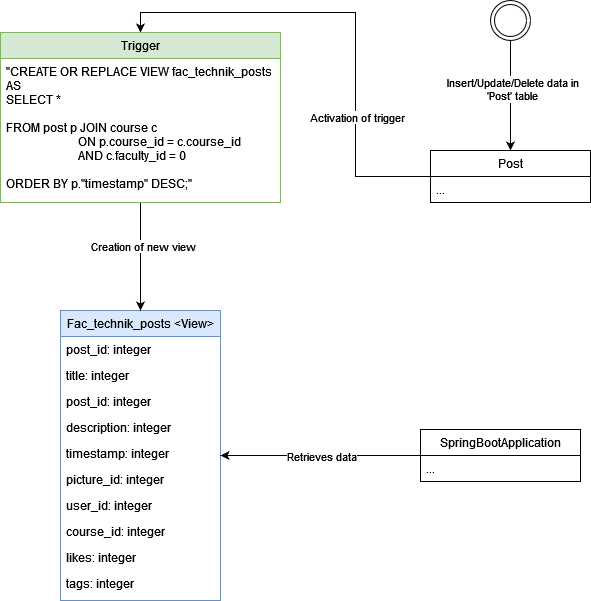 Trigger
"CREATE OR REPLACE VIEW fac_technik_posts
AS
SELECT *
FROM post p JOIN course c
ON p.course_id = c.course_id
AND c.faculty_id = 0
ORDER BY p."timestamp" DESC;"
Insert/Update/Delete data in
'Post' table
Activation of trigger
Post
...
Creation of new view
Fac_technik_posts <View>
post_id: integer
title: integer
post_id: integer
description: integer
timestamp: integer
picture_id: integer
user_id: integer
course_id: integer
likes: integer
tags: integer
Retrieves data
SpringBootApplication
...